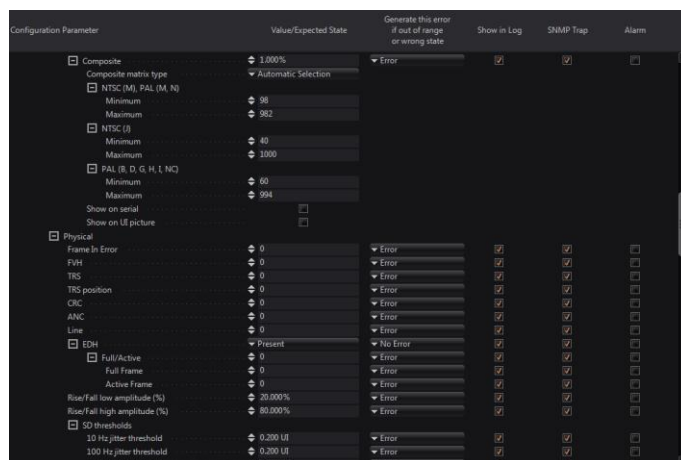 Configuration Parameter Value/Expected State Generate this error if out of range or wrong state Show in Log SNMP Trap Alarm
Composite 1.000% Error
Composite matrix type Automatic Selection
NTSC (M), PAL (M, N)
Minimum 98
Maximum 982
NTSC (J)
Minimum 40
Maximum 1000
PAL (B, D, G, H, I, NC)
Minimum 60
Maximum 994
Show on serial
Show on UI picture
Physical
Frame In Error 0 Error
FVH 0 Error
TRS 0 Error
TRS position 0 Error
CRC 0 Error
ANC 0 Error
Line 0 Error
EDH Present No Error
Full/Active 0 Error
Full Frame 0 Error
Active Frame 0 Error
Rise/Fall low amplitude (%) 20.000% Error
Rise/Fall high amplitude (%) 80.000% Error
SD thresholds
10 Hz jitter threshold 0.200 UI Error
100 Hz jitter threshold 0.200 UI Error